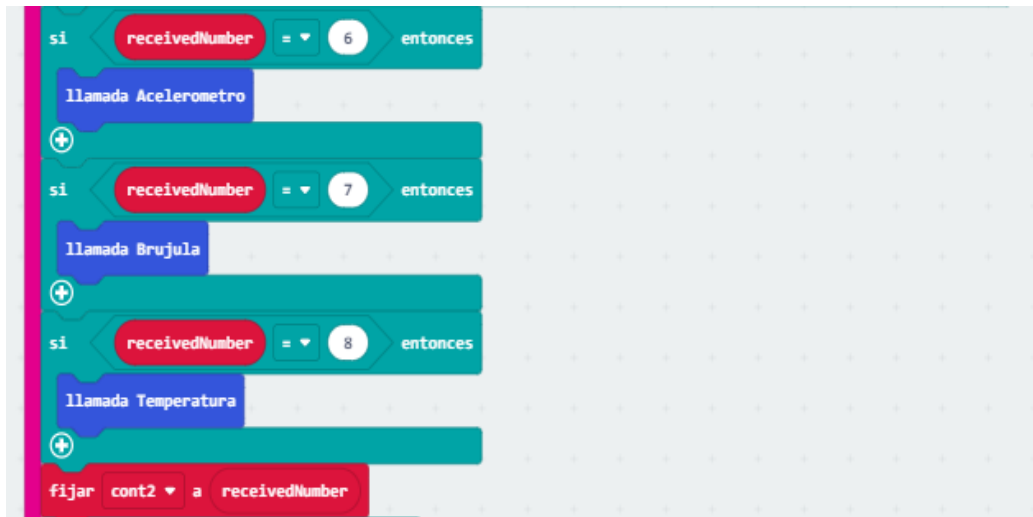 si receivedNumber = 6 entonces
llamada Acelerometro
si receivedNumber = 7 entonces
llamada Brujula
si receivedNumber = 8 entonces
llamada Temperatura
fijar cont2 a receivedNumber